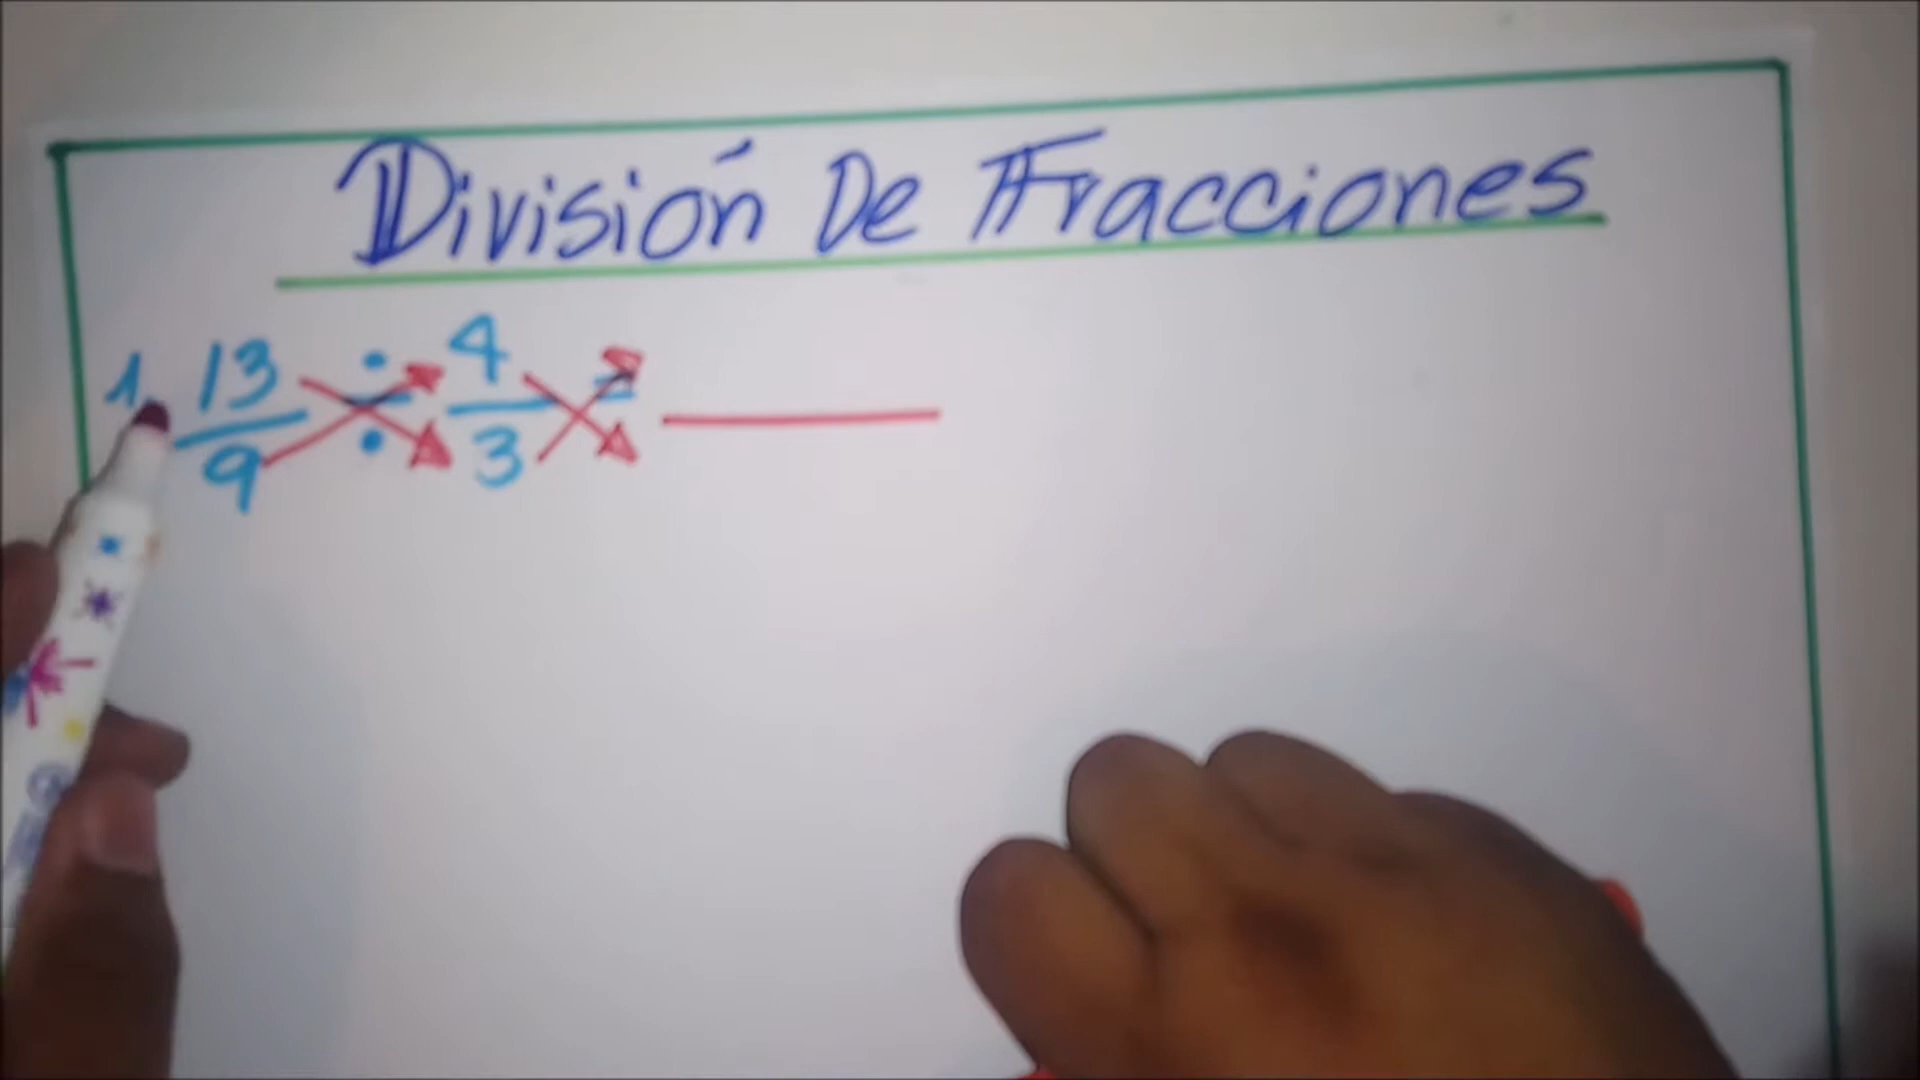 División De Fracciones
1. 13/9 ÷ 4/3 =